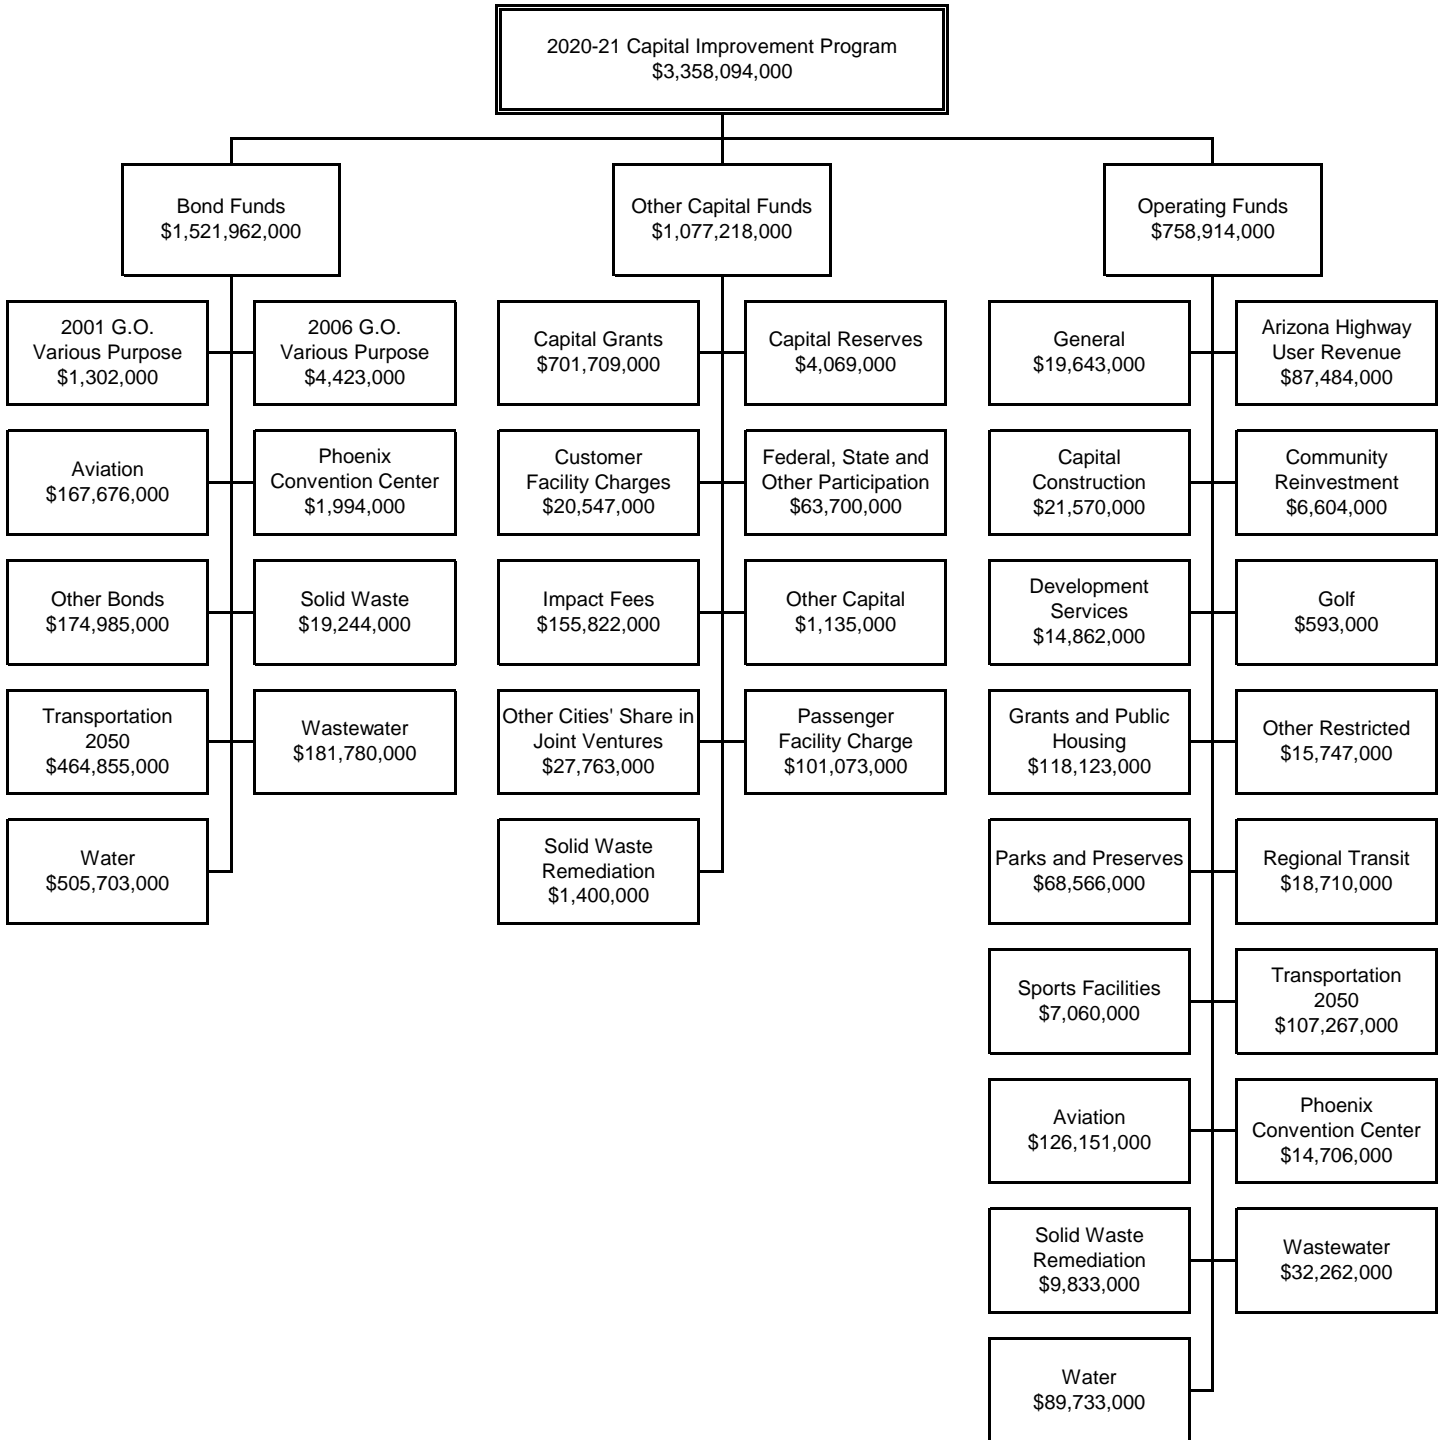 2020-21 Capital Improvement Program
$3,358,094,000
Bond Funds
$1,521,962,000
Other Capital Funds
$1,077,218,000
Operating Funds
$758,914,000
2001 G.O.
Various Purpose
$1,302,000
2006 G.O.
Various Purpose
$4,423,000
Aviation
$167,676,000
Phoenix
Convention Center
$1,994,000
Other Bonds
$174,985,000
Solid Waste
$19,244,000
Transportation
2050
$464,855,000
Wastewater
$181,780,000
Water
$505,703,000
Capital Grants
$701,709,000
Capital Reserves
$4,069,000
Customer
Facility Charges
$20,547,000
Federal, State and
Other Participation
$63,700,000
Impact Fees
$155,822,000
Other Capital
$1,135,000
Other Cities' Share in
Joint Ventures
$27,763,000
Passenger
Facility Charge
$101,073,000
Solid Waste
Remediation
$1,400,000
General
$19,643,000
Arizona Highway
User Revenue
$87,484,000
Capital
Construction
$21,570,000
Community
Reinvestment
$6,604,000
Development
Services
$14,862,000
Golf
$593,000
Grants and Public
Housing
$118,123,000
Other Restricted
$15,747,000
Parks and Preserves
$68,566,000
Regional Transit
$18,710,000
Sports Facilities
$7,060,000
Transportation
2050
$107,267,000
Aviation
$126,151,000
Phoenix
Convention Center
$14,706,000
Solid Waste
Remediation
$9,833,000
Wastewater
$32,262,000
Water
$89,733,000